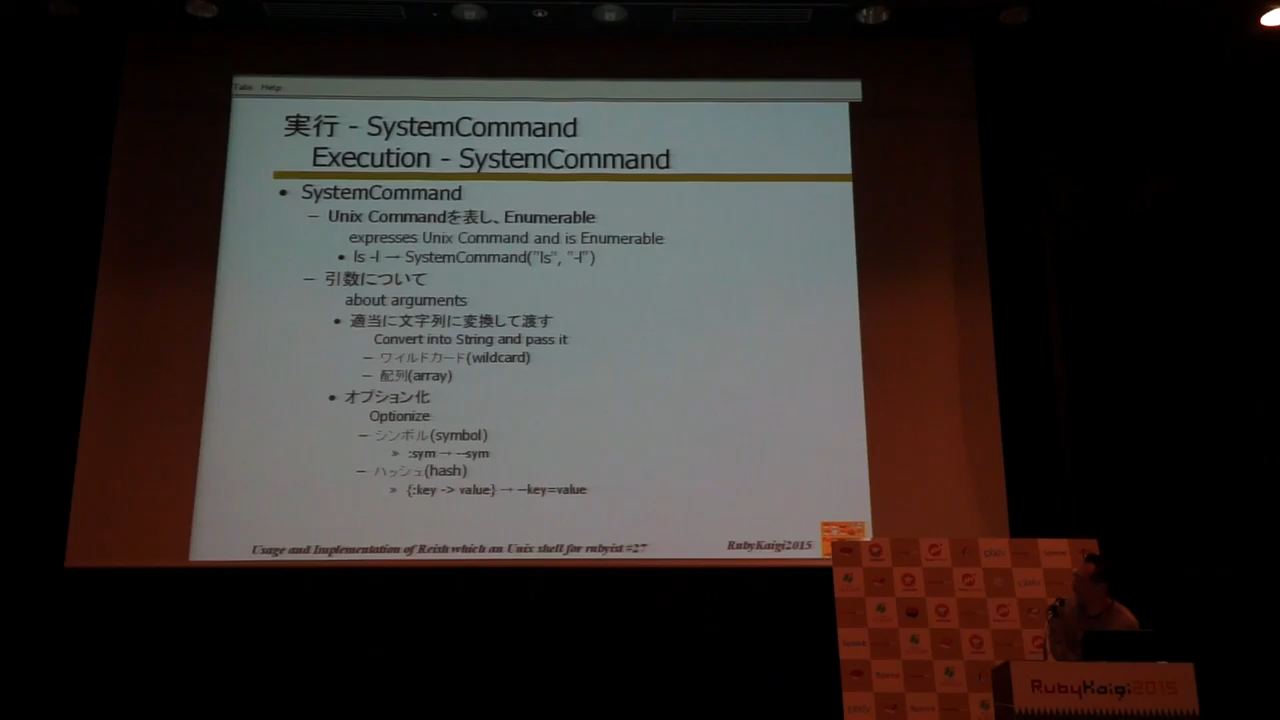 Tabs Help
実行 - SystemCommand
Execution - SystemCommand
• SystemCommand
– Unix Commandを表し、Enumerable
expresses Unix Command and is Enumerable
• ls -l → SystemCommand("ls", "-l")
– 引数について
about arguments
• 適当に文字列に変換して渡す
Convert into String and pass it
– ワイルドカード(wildcard)
– 配列(array)
• オプション化
Optionize
– シンボル(symbol)
» :sym → --sym
– ハッシュ(hash)
» {:key -> value} → --key=value
Usage and Implementation of Reish which an Unix shell for rubyist #27
RubyKaigi2015
RubyKaigi2015